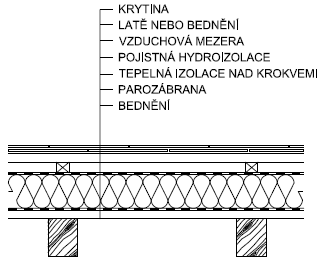 KRYTINA
LATĚ NEBO BEDNĚNÍ
VZDUCHOVÁ MEZERA
POJISTNÁ HYDROIZOLACE
TEPELNÁ IZOLACE NAD KROKVEMI
PAROZÁBRANA
BEDNĚNÍ